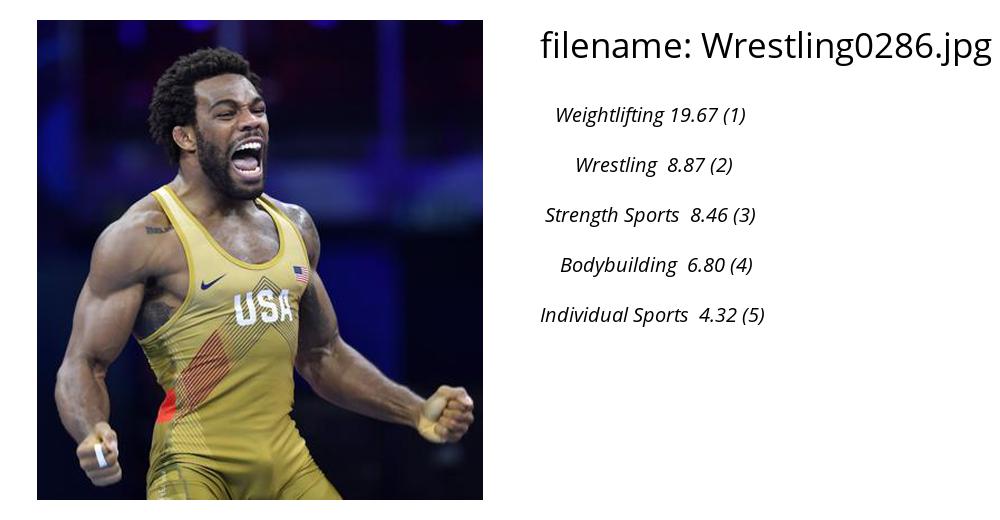 filename: Wrestling0286.jpg
Weightlifting 19.67 (1)
Wrestling 8.87 (2)
Strength Sports 8.46 (3)
Bodybuilding 6.80 (4)
Individual Sports 4.32 (5)
USA